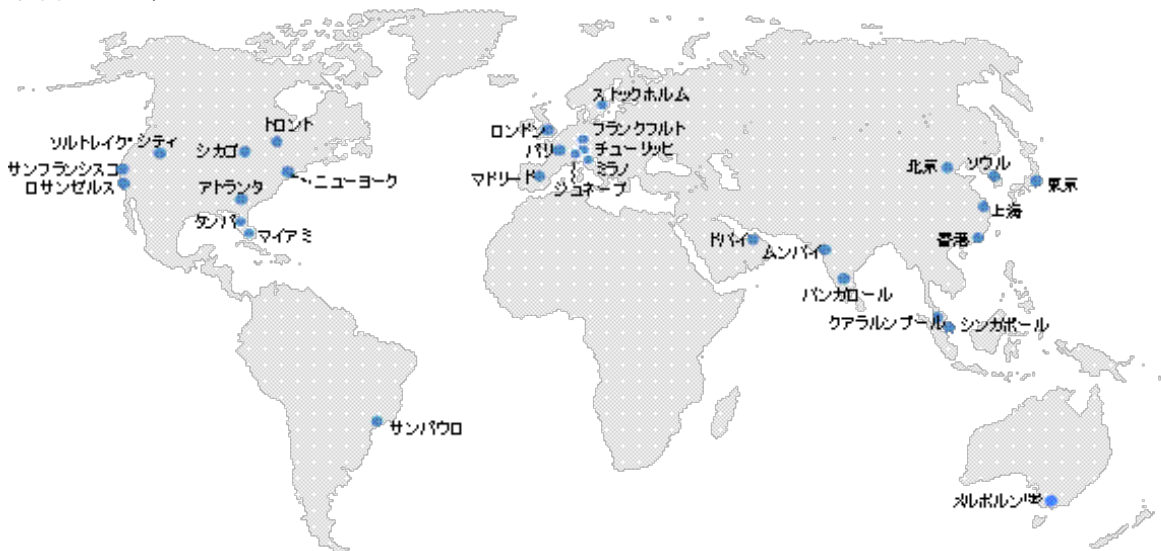 ストックホルム
トロント
ロンドン
フランクフルト
ソルトレイク・シティ
シカゴ
パリ
チューリッヒ
サンフランシスコ
ミラノ
北京
ソウル
ロサンゼルス
アトランタ
ニューヨーク
マドリード
ジュネーブ
東京
タンパ
マイアミ
上海
ドバイ
ムンバイ
香港
バンガロール
クアラルンプール
シンガポール
サンパウロ
メルボルン